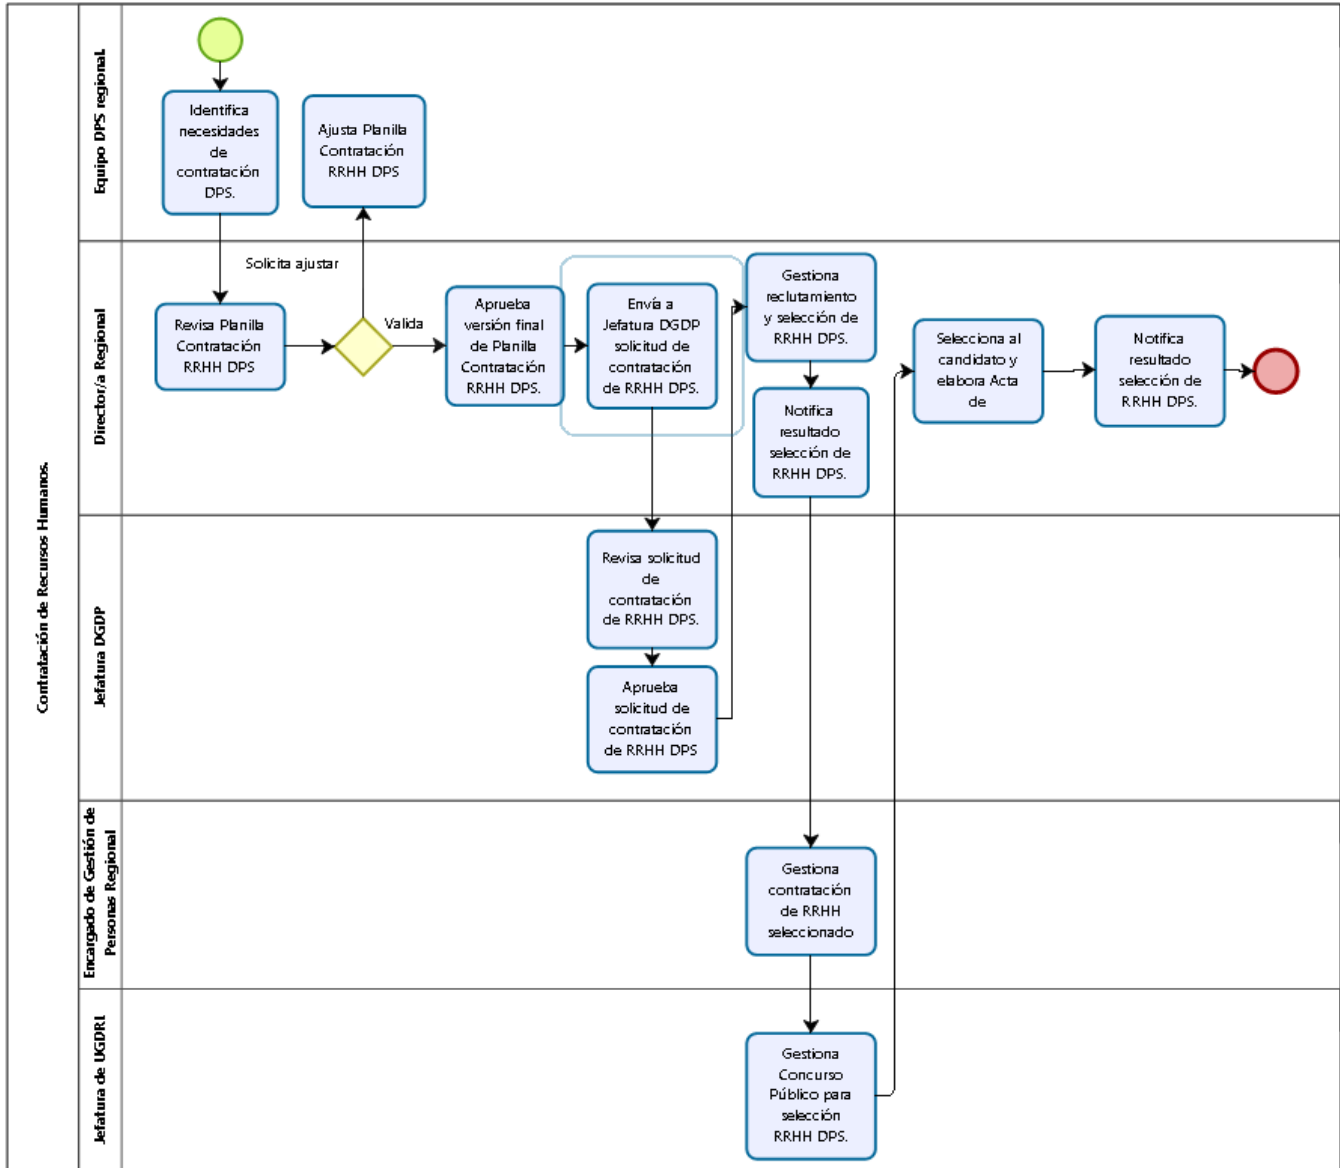 Contratación de Recursos Humanos.
Equipo DPS regional.
Identifica
necesidades
de
contratación
DPS.
Ajusta Planilla
Contratación
RRHH DPS
Director/a Regional
Solicita ajustar
Revisa Planilla
Contratación
RRHH DPS
Valida
Aprueba
versión final
de Planilla
Contratación
RRHH DPS.
Envía a
Jefatura DGDP
solicitud de
contratación
de RRHH DPS.
Gestiona
reclutamiento
y selección de
RRHH DPS.
Notifica
resultado
selección de
RRHH DPS.
Selecciona al
candidato y
elabora Acta
de
Notifica
resultado
selección de
RRHH DPS.
Jefatura DGDP
Revisa solicitud
de
contratación
de RRHH DPS.
Aprueba
solicitud de
contratación
de RRHH DPS
Encargado de Gestión de
Personas Regional
Gestiona
contratación
de RRHH
seleccionado
Jefatura de UGDRL
Gestiona
Concurso
Público para
selección
RRHH DPS.